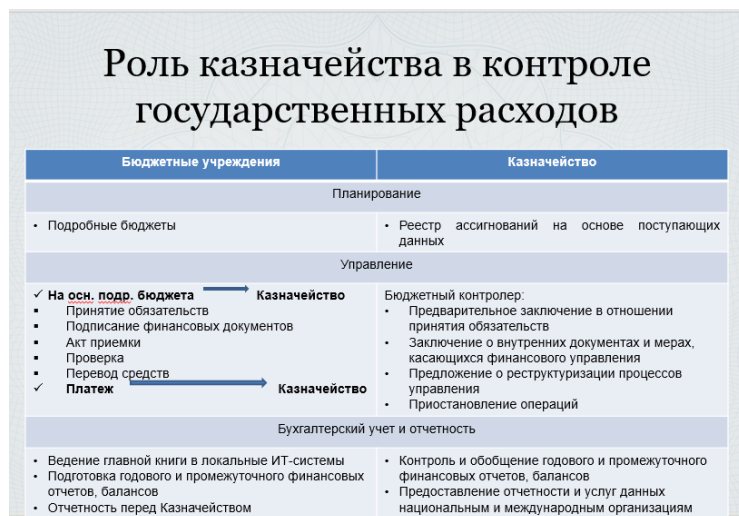 Роль казначейства в контроле
государственных расходов
Бюджетные учреждения
Казначейство
Планирование
• Подробные бюджеты
• Реестр ассигнований на основе поступающих
данных
Управление
✓ На осн. подр. бюджета Казначейство
▪ Принятие обязательств
▪ Подписание финансовых документов
▪ Акт приемки
▪ Проверка
▪ Перевод средств
✓ Платеж Казначейство
Бюджетный контролер:
• Предварительное заключение в отношении
принятия обязательств
• Заключение о внутренних документах и мерах,
касающихся финансового управления
• Предложение о реструктуризации процессов
управления
• Приостановление операций
Бухгалтерский учет и отчетность
• Ведение главной книги в локальные ИТ-системы
• Подготовка годового и промежуточного финансовых
отчетов, балансов
• Отчетность перед Казначейством
• Контроль и обобщение годового и промежуточного
финансовых отчетов, балансов
• Предоставление отчетности и услуг данных
национальным и международным организациям